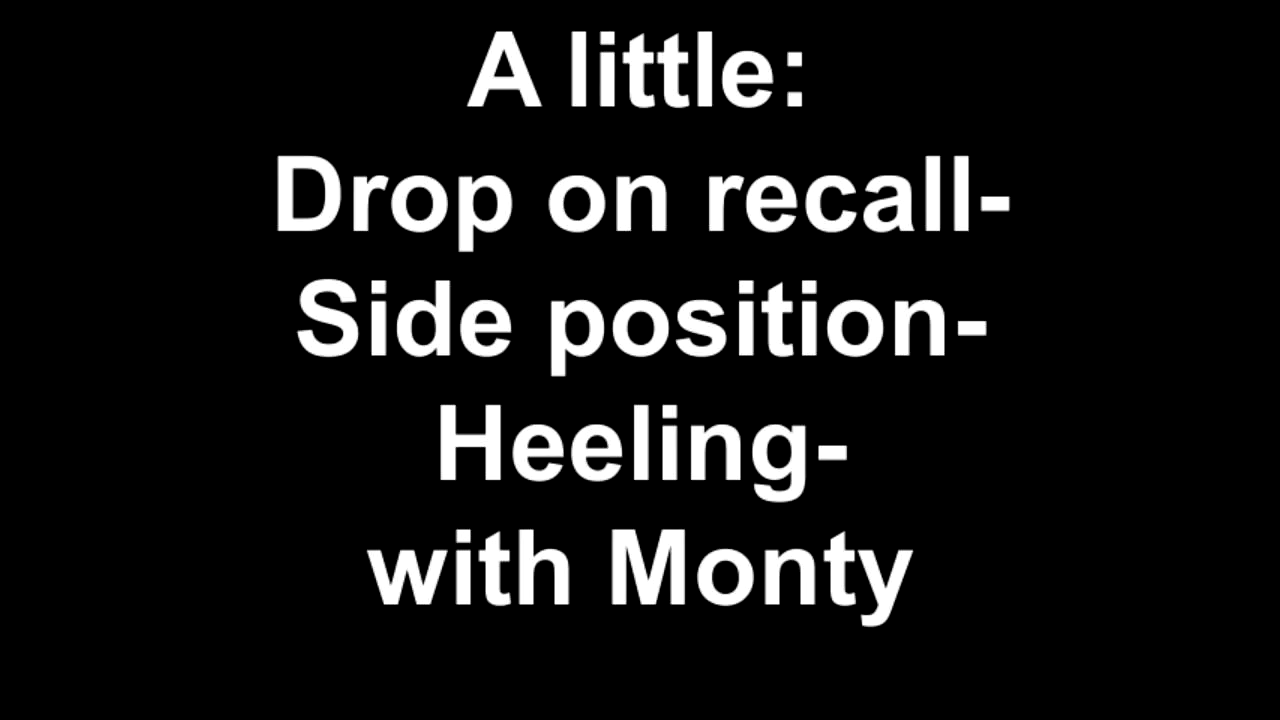 A little:
Drop on recall-
Side position-
Heeling-
with Monty